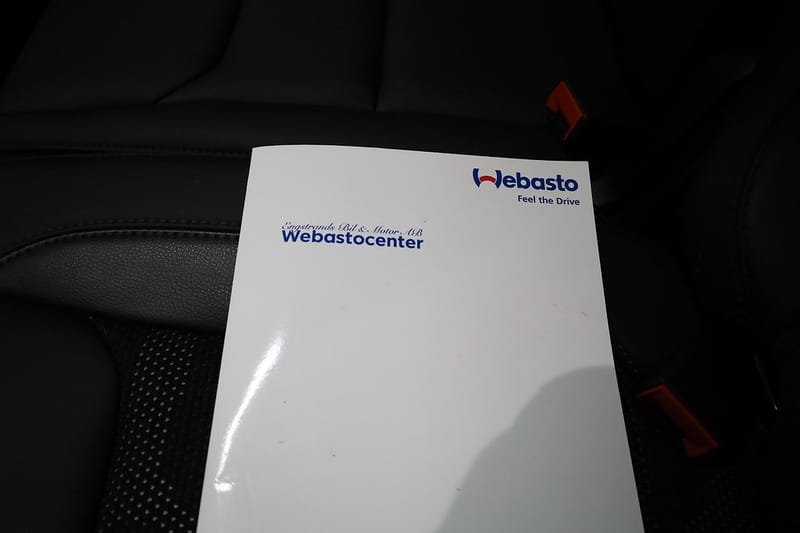 Webasto
Feel the Drive
Engstrands Bil & Motor AB
Webastocenter